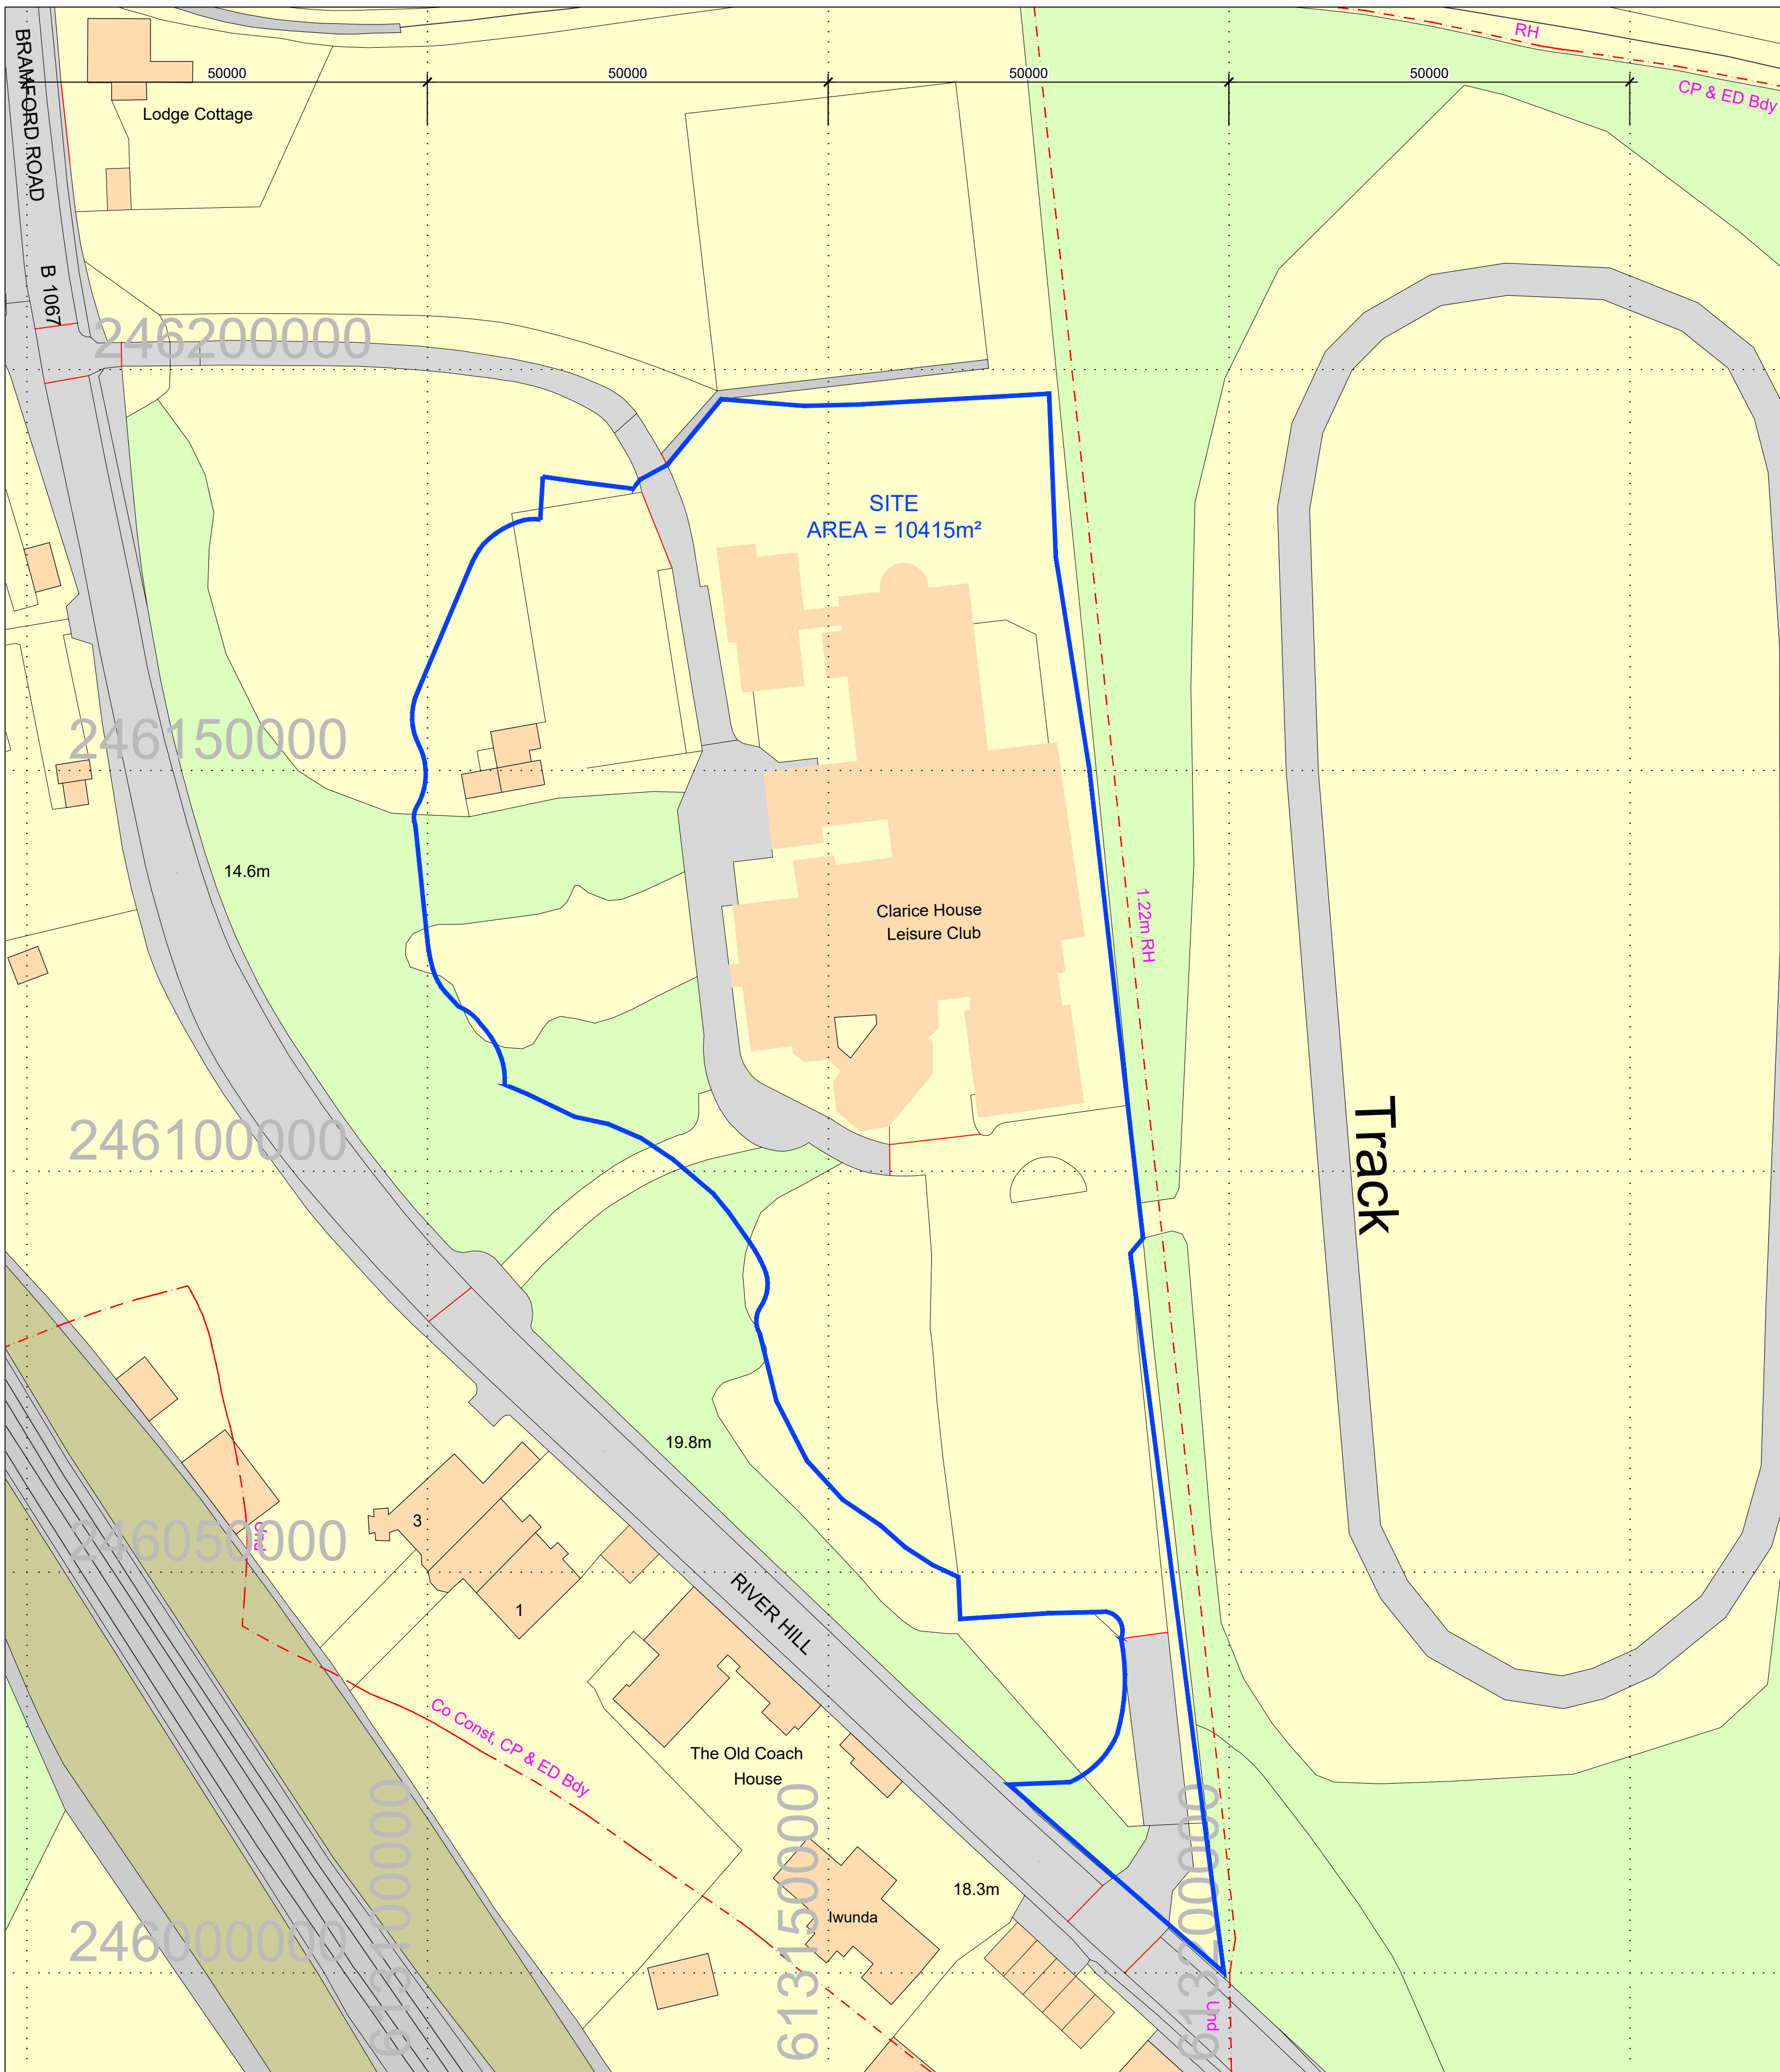 RH
CP & ED Bdy
50000
50000
50000
50000
BRAMFORD ROAD
Lodge Cottage
B 1067
246200000
SITE
AREA = 10415m²
246150000
14.6m
Clarice House
Leisure Club
1.22m RH
246100000
Track
19.8m
3
Und
246050000
1
RIVER HILL
Co Const, CP & ED Bdy
The Old Coach
House
18.3m
Iwunda
246000000
613100000
613150000
613200000
Und